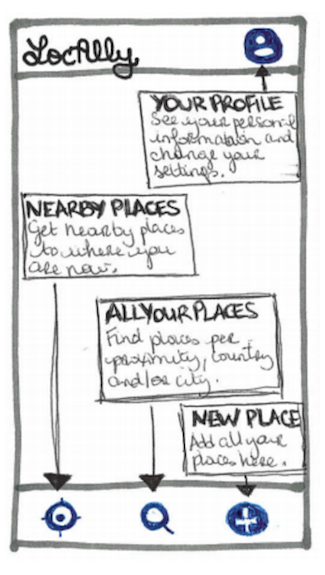 LocAlly
YOUR PROFILE
See your personal
information and
change your
settings.
NEARBY PLACES
Get nearby places
to where you
are now.
ALL YOUR PLACES
Find places per
proximity, country
and/or city.
NEW PLACE
Add all your
places here.